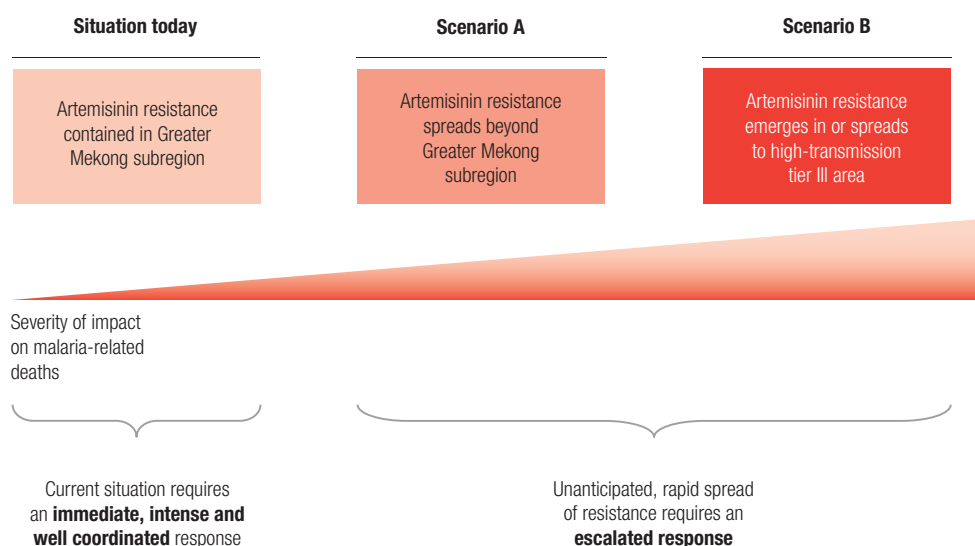 Situation today
Scenario A
Scenario B
Artemisinin resistance
contained in Greater
Mekong subregion
Artemisinin resistance
spreads beyond
Greater Mekong
subregion
Artemisinin resistance
emerges in or spreads
to high-transmission
tier III area
Severity of impact
on malaria-related
deaths
Current situation requires
an immediate, intense and
well coordinated response
Unanticipated, rapid spread
of resistance requires an
escalated response